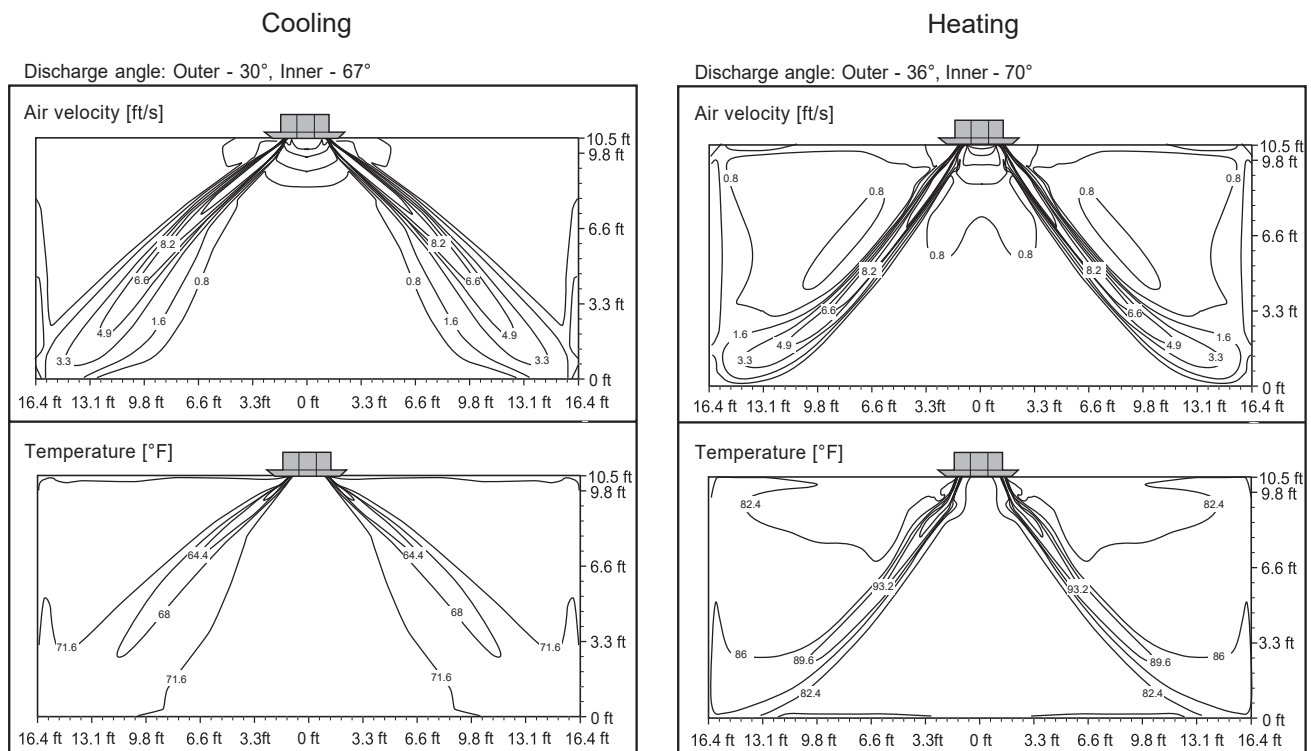 Cooling
Heating
Discharge angle: Outer - 30°, Inner - 67°
Air velocity [ft/s]
10.5 ft
9.8 ft
8.2
8.2
6.6 ft
6.6
0.8
0.8
6.6
3.3 ft
4.9
1.6
1.6
4.9
3.3
3.3
0 ft
16.4 ft 13.1 ft 9.8 ft 6.6 ft 3.3ft 0 ft 3.3 ft 6.6 ft 9.8 ft 13.1 ft 16.4 ft
Temperature [°F]
10.5 ft
9.8 ft
64.4
64.4
6.6 ft
68
68
71.6
71.6
3.3 ft
71.6
71.6
0 ft
16.4 ft 13.1 ft 9.8 ft 6.6 ft 3.3ft 0 ft 3.3 ft 6.6 ft 9.8 ft 13.1 ft 16.4 ft
Discharge angle: Outer - 36°, Inner - 70°
Air velocity [ft/s]
10.5 ft
9.8 ft
0.8
0.8
0.8
0.8
6.6 ft
0.8
0.8
8.2
8.2
3.3 ft
6.6
6.6
1.6
1.6
4.9
4.9
3.3
3.3
0 ft
16.4 ft 13.1 ft 9.8 ft 6.6 ft 3.3ft 0 ft 3.3 ft 6.6 ft 9.8 ft 13.1 ft 16.4 ft
Temperature [°F]
10.5 ft
9.8 ft
82.4
82.4
6.6 ft
93.2
93.2
3.3 ft
86
89.6
89.6
86
82.4
82.4
0 ft
16.4 ft 13.1 ft 9.8 ft 6.6 ft 3.3ft 0 ft 3.3 ft 6.6 ft 9.8 ft 13.1 ft 16.4 ft